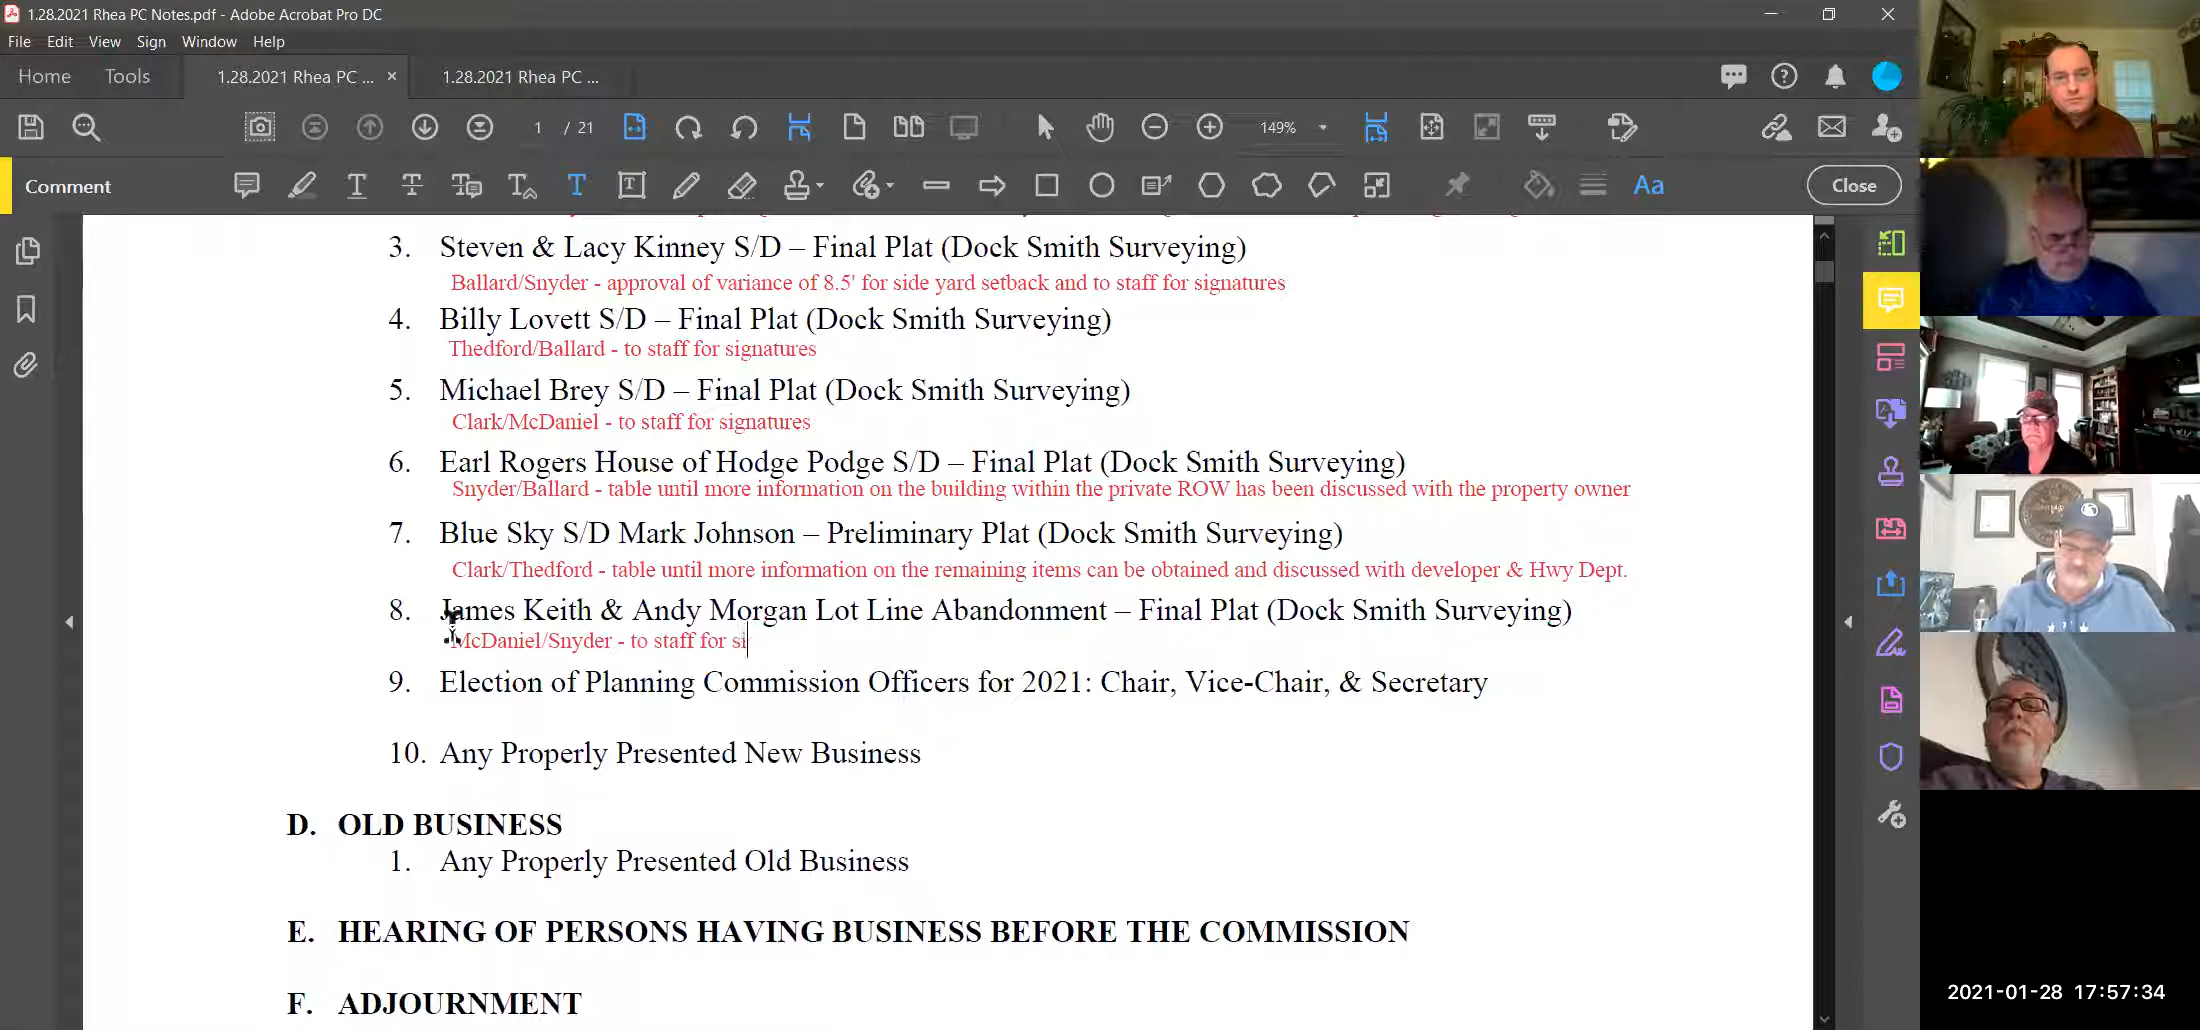 1.28.2021 Rhea PC Notes.pdf - Adobe Acrobat Pro DC
File Edit View Sign Window Help
Home Tools 1.28.2021 Rhea PC ... × 1.28.2021 Rhea PC ...
1 / 21 149%
Comment Aa Close
3. Steven & Lacy Kinney S/D – Final Plat (Dock Smith Surveying)
Ballard/Snyder - approval of variance of 8.5' for side yard setback and to staff for signatures
4. Billy Lovett S/D – Final Plat (Dock Smith Surveying)
Thedford/Ballard - to staff for signatures
5. Michael Brey S/D – Final Plat (Dock Smith Surveying)
Clark/McDaniel - to staff for signatures
6. Earl Rogers House of Hodge Podge S/D – Final Plat (Dock Smith Surveying)
Snyder/Ballard - table until more information on the building within the private ROW has been discussed with the property owner
7. Blue Sky S/D Mark Johnson – Preliminary Plat (Dock Smith Surveying)
Clark/Thedford - table until more information on the remaining items can be obtained and discussed with developer & Hwy Dept.
8. James Keith & Andy Morgan Lot Line Abandonment – Final Plat (Dock Smith Surveying)
McDaniel/Snyder - to staff for si
9. Election of Planning Commission Officers for 2021: Chair, Vice-Chair, & Secretary
10. Any Properly Presented New Business
D. OLD BUSINESS
1. Any Properly Presented Old Business
E. HEARING OF PERSONS HAVING BUSINESS BEFORE THE COMMISSION
F. ADJOURNMENT
2021-01-28 17:57:34